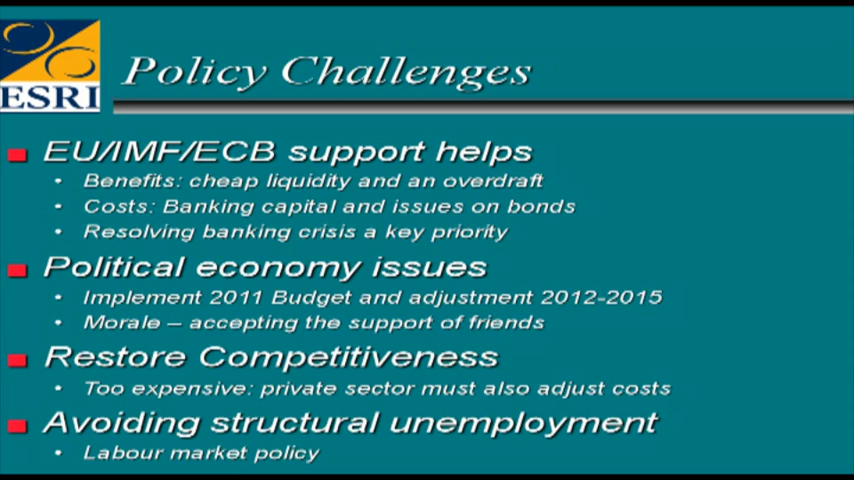 ESRI
Policy Challenges
EU/IMF/ECB support helps
• Benefits: cheap liquidity and an overdraft
• Costs: Banking capital and issues on bonds
• Resolving banking crisis a key priority
Political economy issues
• Implement 2011 Budget and adjustment 2012-2015
• Morale – accepting the support of friends
Restore Competitiveness
• Too expensive: private sector must also adjust costs
Avoiding structural unemployment
• Labour market policy